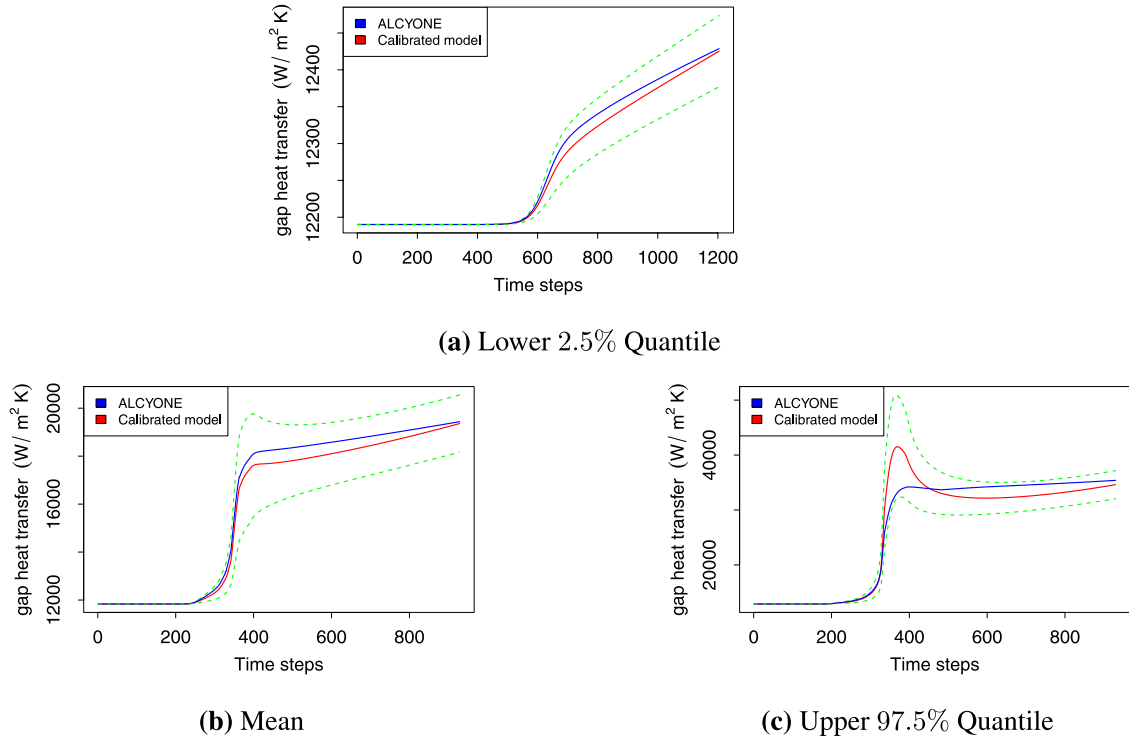 ALCYONE
Calibrated model
gap heat transfer (W/ m² K)
12200 12300 12400
0 200 400 600 800 1000 1200
Time steps
(a) Lower 2.5% Quantile
ALCYONE
Calibrated model
gap heat transfer (W/ m² K)
12000 16000 20000
0 200 400 600 800
Time steps
(b) Mean
ALCYONE
Calibrated model
gap heat transfer (W/ m² K)
20000 40000
0 200 400 600 800
Time steps
(c) Upper 97.5% Quantile